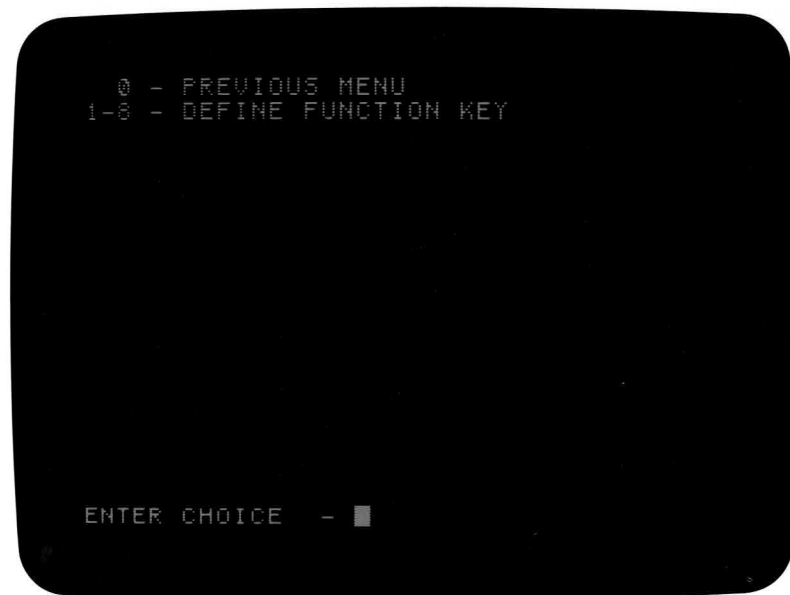 0 - PREVIOUS MENU
1-8 - DEFINE FUNCTION KEY
ENTER CHOICE -